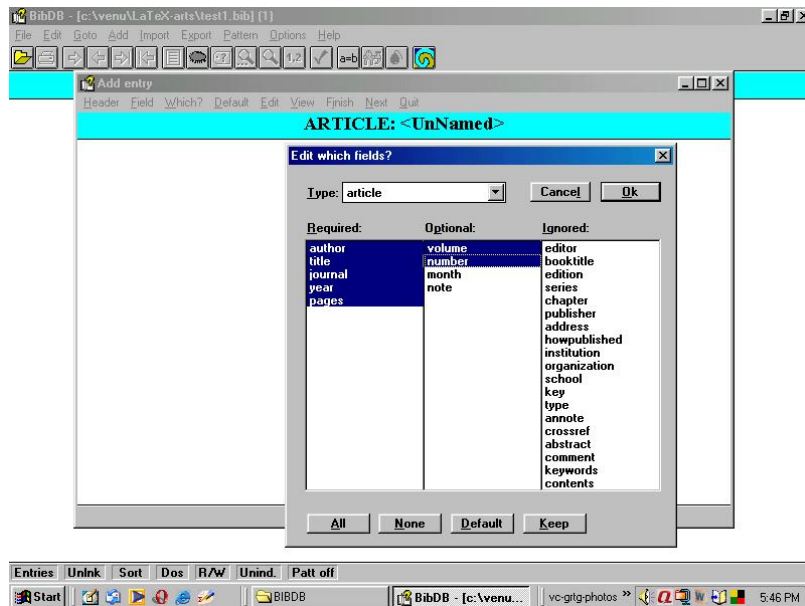 BibDB - [c:\venu\LaTeX-arts\test1.bib] (1)
File Edit Goto Add Import Export Pattern Options Help
1,2 a=b
Add entry
Header Field Which? Default Edit View Finish Next Quit
ARTICLE: <UnNamed>
Edit which fields?
Type: article Cancel Ok
Required: Optional: Ignored:
author volume editor
title number booktitle
journal month edition
year note series
pages chapter
publisher
address
howpublished
institution
organization
school
key
type
annote
crossref
abstract
comment
keywords
contents
All None Default Keep
Entries Unlnk Sort Dos R/W Unind. Patt off
Start BIBDB BibDB - [c:\venu... vc-grtg-photos » 5:46 PM